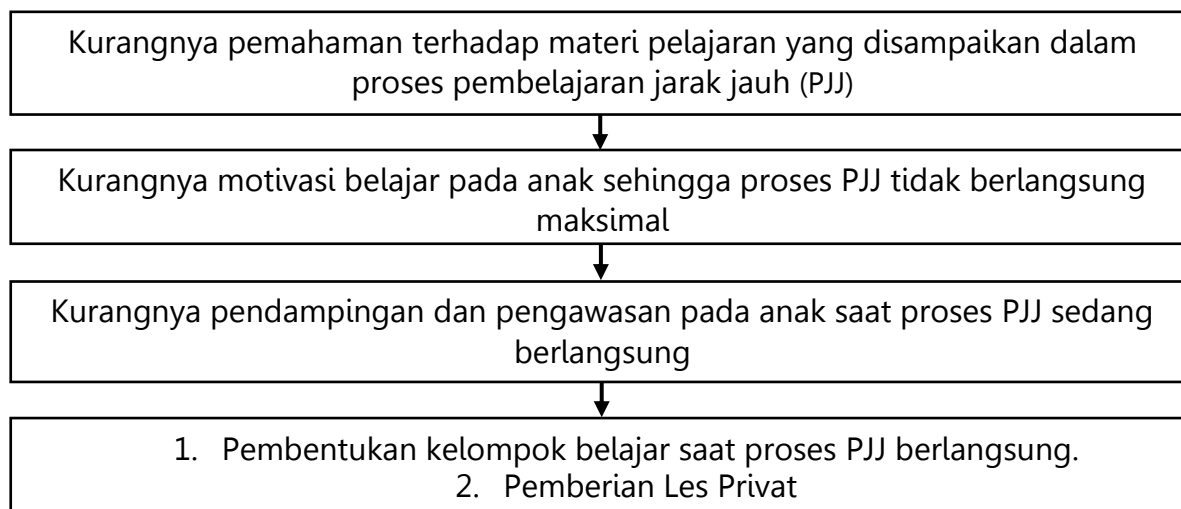 Kurangnya pemahaman terhadap materi pelajaran yang disampaikan dalam
proses pembelajaran jarak jauh (PJJ)
Kurangnya motivasi belajar pada anak sehingga proses PJJ tidak berlangsung
maksimal
Kurangnya pendampingan dan pengawasan pada anak saat proses PJJ sedang
berlangsung
1. Pembentukan kelompok belajar saat proses PJJ berlangsung.
2. Pemberian Les Privat